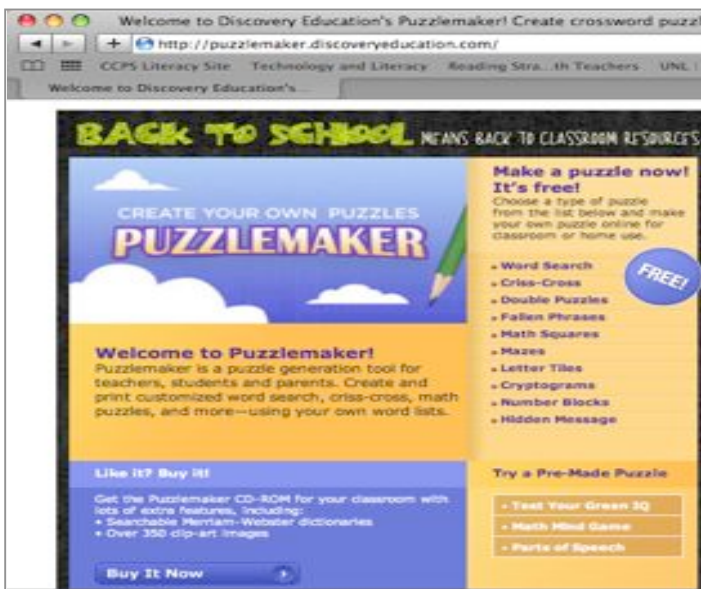 Welcome to Discovery Education's Puzzlemaker! Create crossword puzzl
http://puzzlemaker.discoveryeducation.com/
CCPS Literacy Site Technology and Literacy Reading Stra...th Teachers UNL
Welcome to Discovery Education's...
BACK TO SCHOOL MEANS BACK TO CLASSROOM RESOURCES
CREATE YOUR OWN PUZZLES
PUZZLEMAKER
Welcome to Puzzlemaker!
Puzzlemaker is a puzzle generation tool for
teachers, students and parents. Create and
print customized word search, criss-cross, math
puzzles, and more—using your own word lists.
Make a puzzle now!
It's free!
Choose a type of puzzle
from the list below and make
your own puzzle online for
classroom or home use.
FREE!
Word Search
Criss-Cross
Double Puzzles
Fallen Phrases
Math Squares
Mazes
Letter Tiles
Cryptograms
Number Blocks
Hidden Message
Like it? Buy it!
Get the Puzzlemaker CD-ROM for your classroom with
lots of extra features, including:
• Searchable Merriam-Webster dictionaries
• Over 350 clip-art images
Buy It Now
Try a Pre-Made Puzzle
Test Your Green IQ
Math Mind Game
Parts of Speech